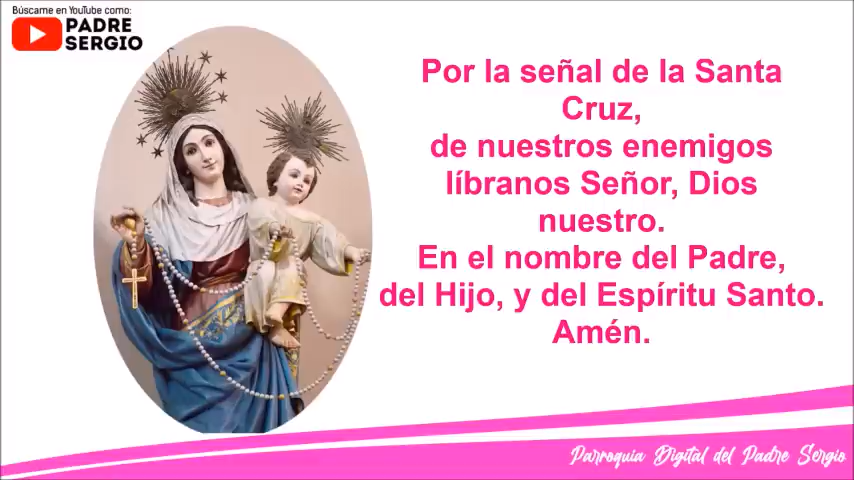 Búscame en YouTube como:
PADRE
SERGIO
Por la señal de la Santa
Cruz,
de nuestros enemigos
líbranos Señor, Dios
nuestro.
En el nombre del Padre,
del Hijo, y del Espíritu Santo.
Amén.
Parroquia Digital del Padre Sergio